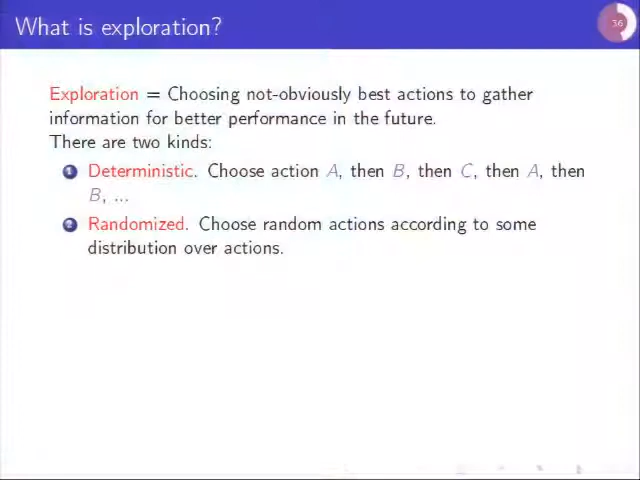 What is exploration?
36
Exploration = Choosing not-obviously best actions to gather
information for better performance in the future.
There are two kinds:
1 Deterministic. Choose action A, then B, then C, then A, then
B, ...
2 Randomized. Choose random actions according to some
distribution over actions.